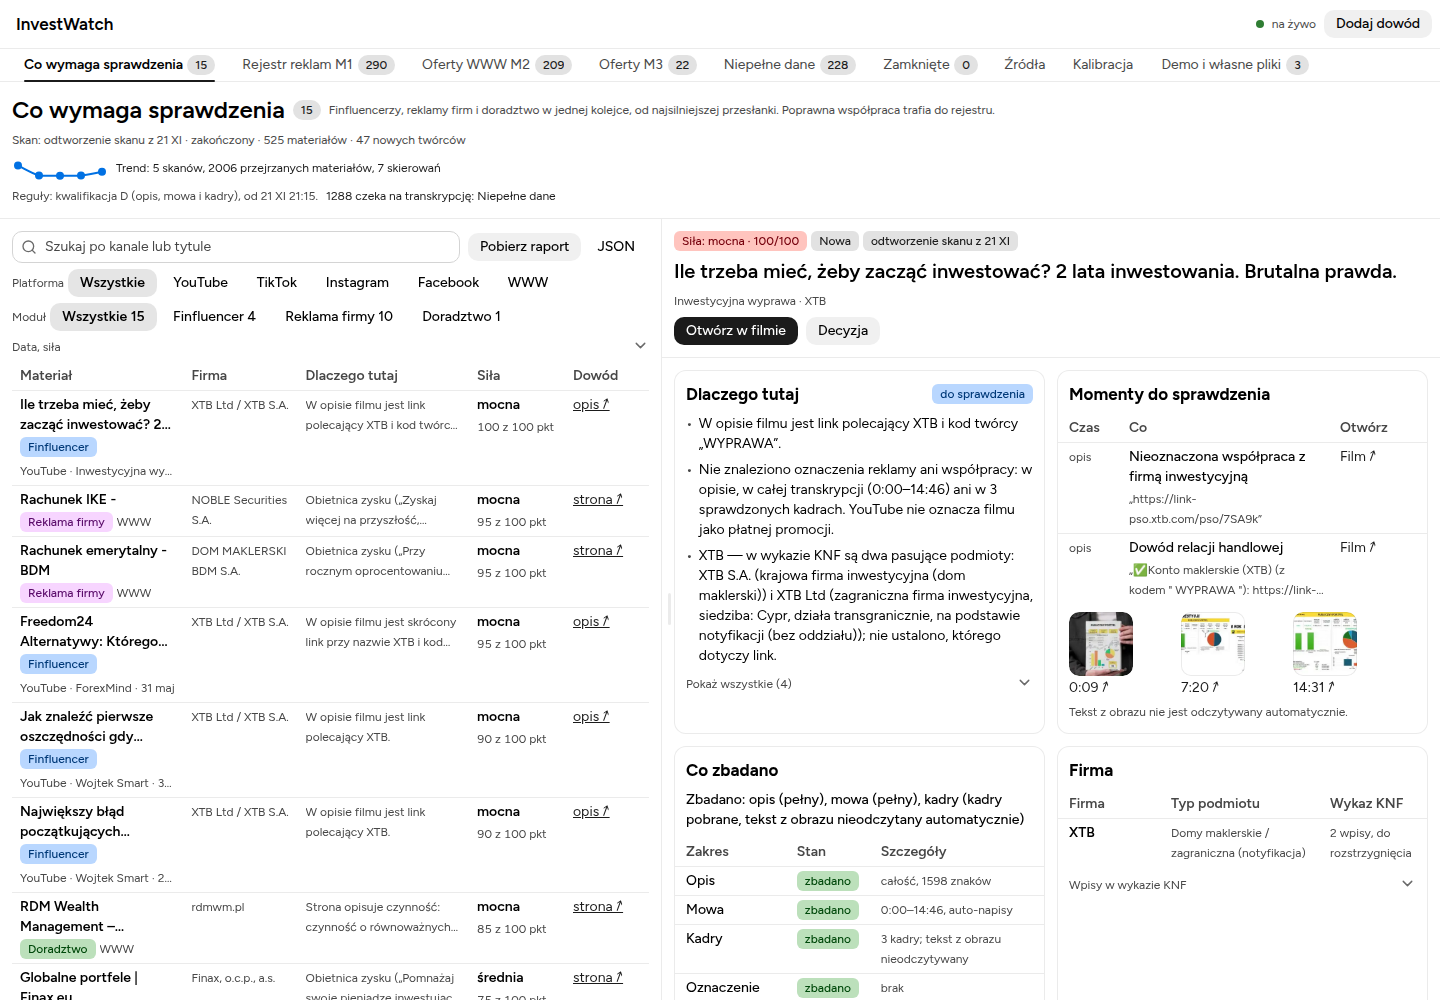 InvestWatch
na żywo
Dodaj dowód
Co wymaga sprawdzenia 15
Rejestr reklam M1 290
Oferty WWW M2 209
Oferty M3 22
Niepełne dane 228
Zamknięte 0
Źródła
Kalibracja
Demo i własne pliki 3
Co wymaga sprawdzenia 15 Finfluencerzy, reklamy firm i doradztwo w jednej kolejce, od najsilniejszej przesłanki. Poprawna współpraca trafia do rejestru.
Skan: odtworzenie skanu z 21 XI · zakończony · 525 materiałów · 47 nowych twórców
Trend: 5 skanów, 2006 przejrzanych materiałów, 7 skierowań
Reguły: kwalifikacja D (opis, mowa i kadry), od 21 XI 21:15. 1288 czeka na transkrypcję: Niepełne dane
Szukaj po kanale lub tytule
Pobierz raport
JSON
Platforma Wszystkie YouTube TikTok Instagram Facebook WWW
Moduł Wszystkie 15 Finfluencer 4 Reklama firmy 10 Doradztwo 1
Data, siła
Materiał Firma Dlaczego tutaj Siła Dowód
Ile trzeba mieć, żeby
zacząć inwestować? 2…
Finfluencer
YouTube · Inwestycyjna wy…
XTB Ltd / XTB S.A.
W opisie filmu jest link
polecający XTB i kod twórc…
mocna
100 z 100 pkt
opis ↗
Rachunek IKE -
Reklama firmy WWW
NOBLE Securities
S.A.
Obietnica zysku („Zyskaj
więcej na przyszłość,…
mocna
95 z 100 pkt
strona ↗
Rachunek emerytalny -
BDM
Reklama firmy WWW
DOM MAKLERSKI
BDM S.A.
Obietnica zysku („Przy
rocznym oprocentowaniu…
mocna
95 z 100 pkt
strona ↗
Freedom24
Alternatywy: Którego…
Finfluencer
YouTube · ForexMind · 31 maj
XTB Ltd / XTB S.A.
W opisie filmu jest skrócony
link przy nazwie XTB i kod…
mocna
95 z 100 pkt
opis ↗
Jak znaleźć pierwsze
oszczędności gdy…
Finfluencer
YouTube · Wojtek Smart · 3…
XTB Ltd / XTB S.A.
W opisie filmu jest link
polecający XTB.
mocna
90 z 100 pkt
opis ↗
Największy błąd
początkujących…
Finfluencer
YouTube · Wojtek Smart · 2…
XTB Ltd / XTB S.A.
W opisie filmu jest link
polecający XTB.
mocna
90 z 100 pkt
opis ↗
RDM Wealth
Management –…
Doradztwo WWW
rdmwm.pl
Strona opisuje czynność:
czynność o równoważnych…
mocna
85 z 100 pkt
strona ↗
Globalne portfele |
Finax.eu
Finax, o.c.p., a.s.
Obietnica zysku („Pomnażaj
swoje pieniądze inwestując
średnia
75 z 100 pkt
strona ↗
Siła: mocna · 100/100
Nowa
odtworzenie skanu z 21 XI
Ile trzeba mieć, żeby zacząć inwestować? 2 lata inwestowania. Brutalna prawda.
Inwestycyjna wyprawa · XTB
Otwórz w filmie
Decyzja
Dlaczego tutaj
do sprawdzenia
• W opisie filmu jest link polecający XTB i kod twórcy
„WYPRAWA”.
• Nie znaleziono oznaczenia reklamy ani współpracy: w
opisie, w całej transkrypcji (0:00–14:46) ani w 3
sprawdzonych kadrach. YouTube nie oznacza filmu
jako płatnej promocji.
• XTB — w wykazie KNF są dwa pasujące podmioty:
XTB S.A. (krajowa firma inwestycyjna (dom
maklerski)) i XTB Ltd (zagraniczna firma inwestycyjna,
siedziba: Cypr, działa transgranicznie, na podstawie
notyfikacji (bez oddziału)); nie ustalono, którego
dotyczy link.
Pokaż wszystkie (4)
Momenty do sprawdzenia
Czas Co Otwórz
opis
Nieoznaczona współpraca z
firmą inwestycyjną
„https://link-
pso.xtb.com/pso/7SA9k”
Film ↗
opis
Dowód relacji handlowej
„✅Konto maklerskie (XTB) (z
kodem " WYPRAWA "): https://link-…
Film ↗
0:09 ↗
7:20 ↗
14:31 ↗
Tekst z obrazu nie jest odczytywany automatycznie.
Co zbadano
Zbadano: opis (pełny), mowa (pełny), kadry (kadry
pobrane, tekst z obrazu nieodczytany automatycznie)
Zakres Stan Szczegóły
Opis zbadano całość, 1598 znaków
Mowa zbadano 0:00–14:46, auto-napisy
Kadry zbadano 3 kadry; tekst z obrazu
nieodczytywany
Oznaczenie zbadano brak
Firma
Firma Typ podmiotu Wykaz KNF
XTB
Domy maklerskie /
zagraniczna (notyfikacja)
2 wpisy, do
rozstrzygnięcia
Wpisy w wykazie KNF